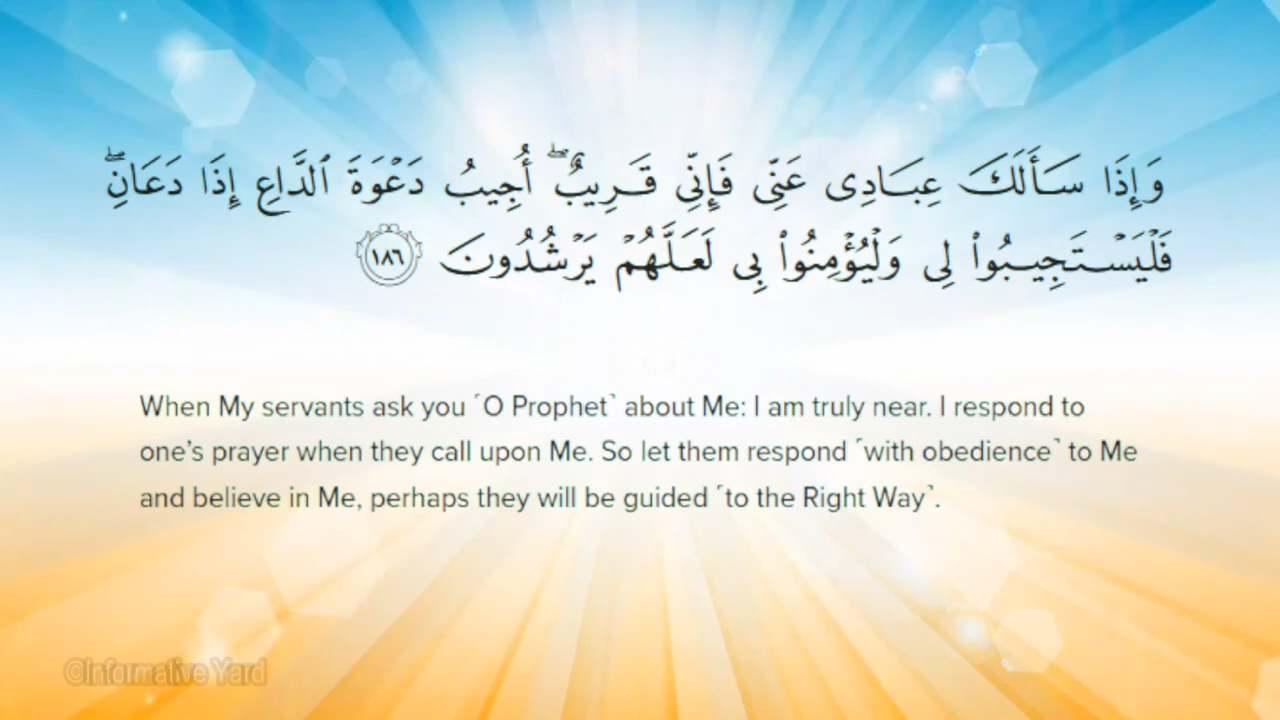 وَإِذَا سَأَلَكَ عِبَادِى عَنِّى فَإِنِّى قَرِيبٌ ۖ أُجِيبُ دَعْوَةَ ٱلدَّاعِ إِذَا دَعَانِ ۖ
فَلْيَسْتَجِيبُوا۟ لِى وَلْيُؤْمِنُوا۟ بِى لَعَلَّهُمْ يَرْشُدُونَ ١٨٦
When My servants ask you ˹O Prophet˺ about Me: I am truly near. I respond to
one’s prayer when they call upon Me. So let them respond ˹with obedience˺ to Me
and believe in Me, perhaps they will be guided ˹to the Right Way˺.
©Informative Yard